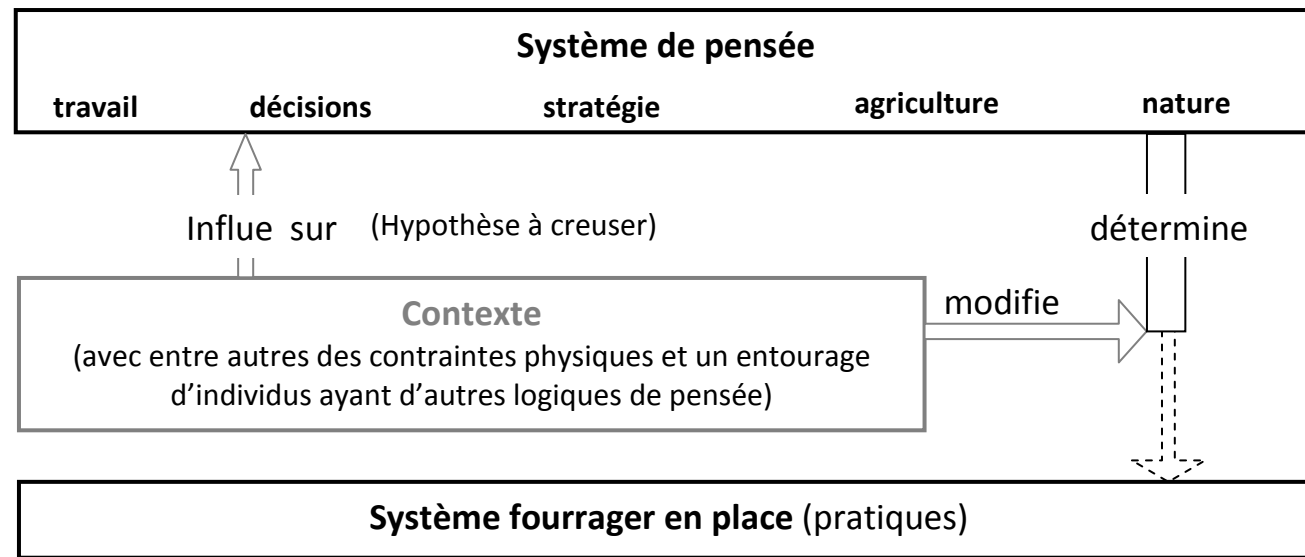 Système de pensée
travail décisions stratégie agriculture nature
Influe sur (Hypothèse à creuser)
détermine
modifie
Contexte
(avec entre autres des contraintes physiques et un entourage
d’individus ayant d’autres logiques de pensée)
Système fourrager en place (pratiques)